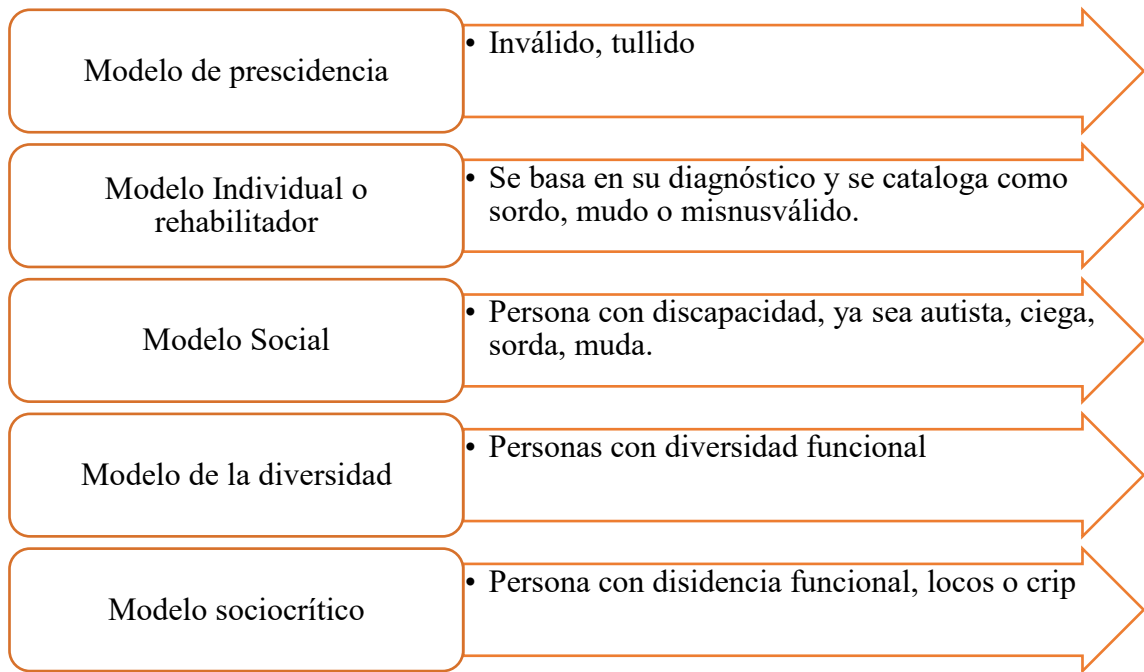 Modelo de prescidencia
• Inválido, tullido
Modelo Individual o
rehabilitador
• Se basa en su diagnóstico y se cataloga como
sordo, mudo o misnusválido.
Modelo Social
• Persona con discapacidad, ya sea autista, ciega,
sorda, muda.
Modelo de la diversidad
• Personas con diversidad funcional
Modelo sociocrítico
• Persona con disidencia funcional, locos o crip